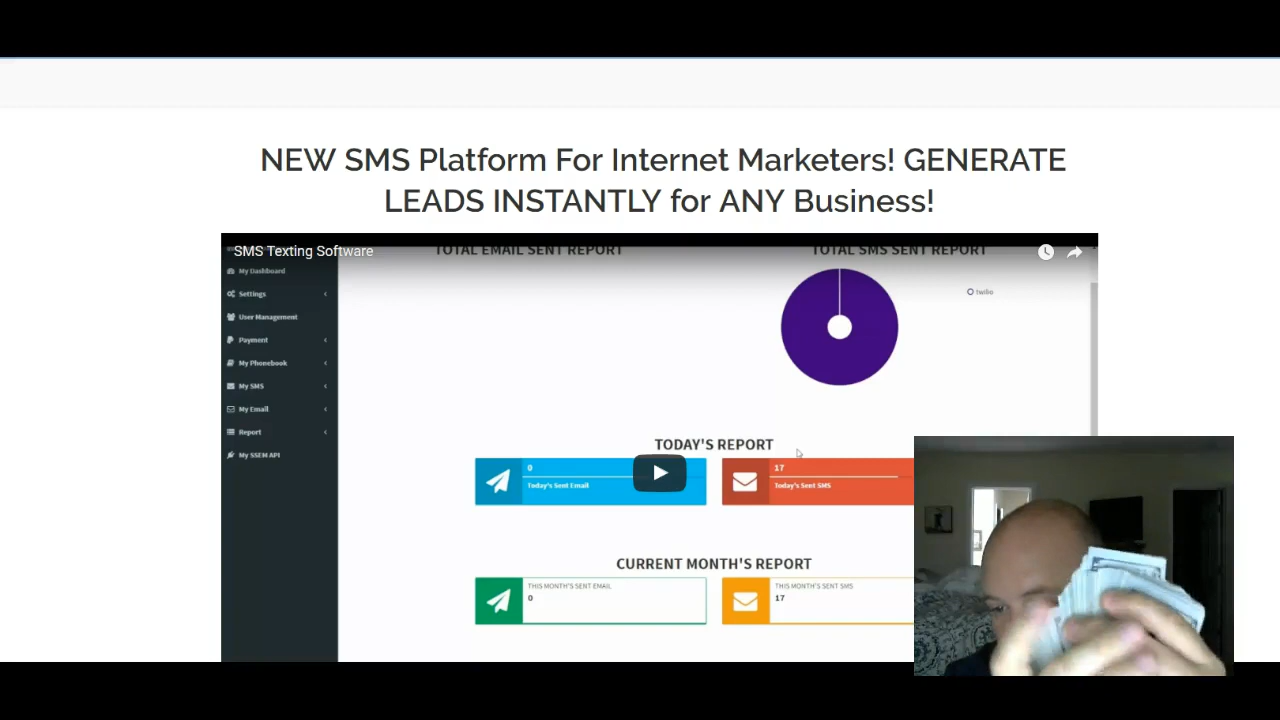 NEW SMS Platform For Internet Marketers! GENERATE
LEADS INSTANTLY for ANY Business!
SMS Texting Software
TOTAL EMAIL SENT REPORT
TOTAL SMS SENT REPORT
My Dashboard
Settings
User Management
Payment
My Phonebook
My SMS
My Email
Report
My SSEM API
twilio
TODAY'S REPORT
0
Today's Sent Email
17
Today's Sent SMS
CURRENT MONTH'S REPORT
THIS MONTH'S SENT EMAIL
0
THIS MONTH'S SENT SMS
17